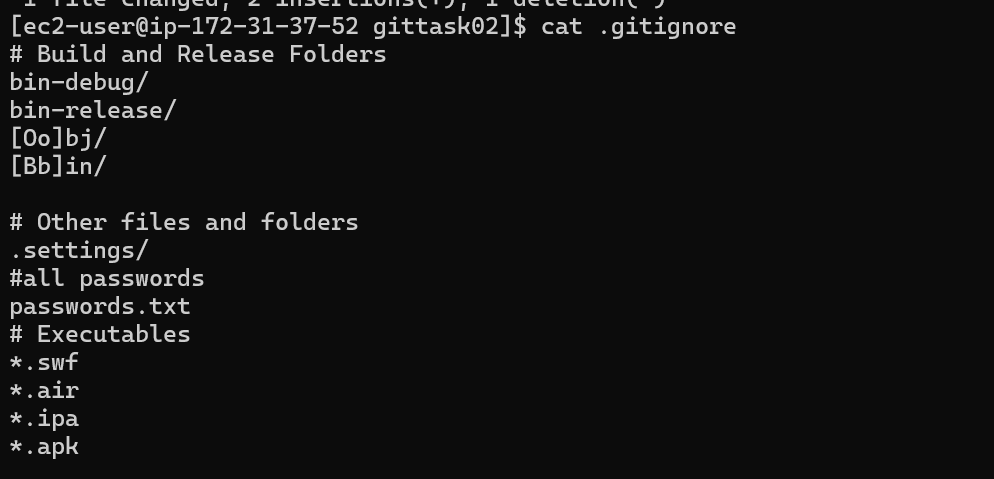 1 file changed, 2 insertions(+), 1 deletion(-)
[ec2-user@ip-172-31-37-52 gittask02]$ cat .gitignore
# Build and Release Folders
bin-debug/
bin-release/
[Oo]bj/
[Bb]in/

# Other files and folders
.settings/
#all passwords
passwords.txt
# Executables
*.swf
*.air
*.ipa
*.apk